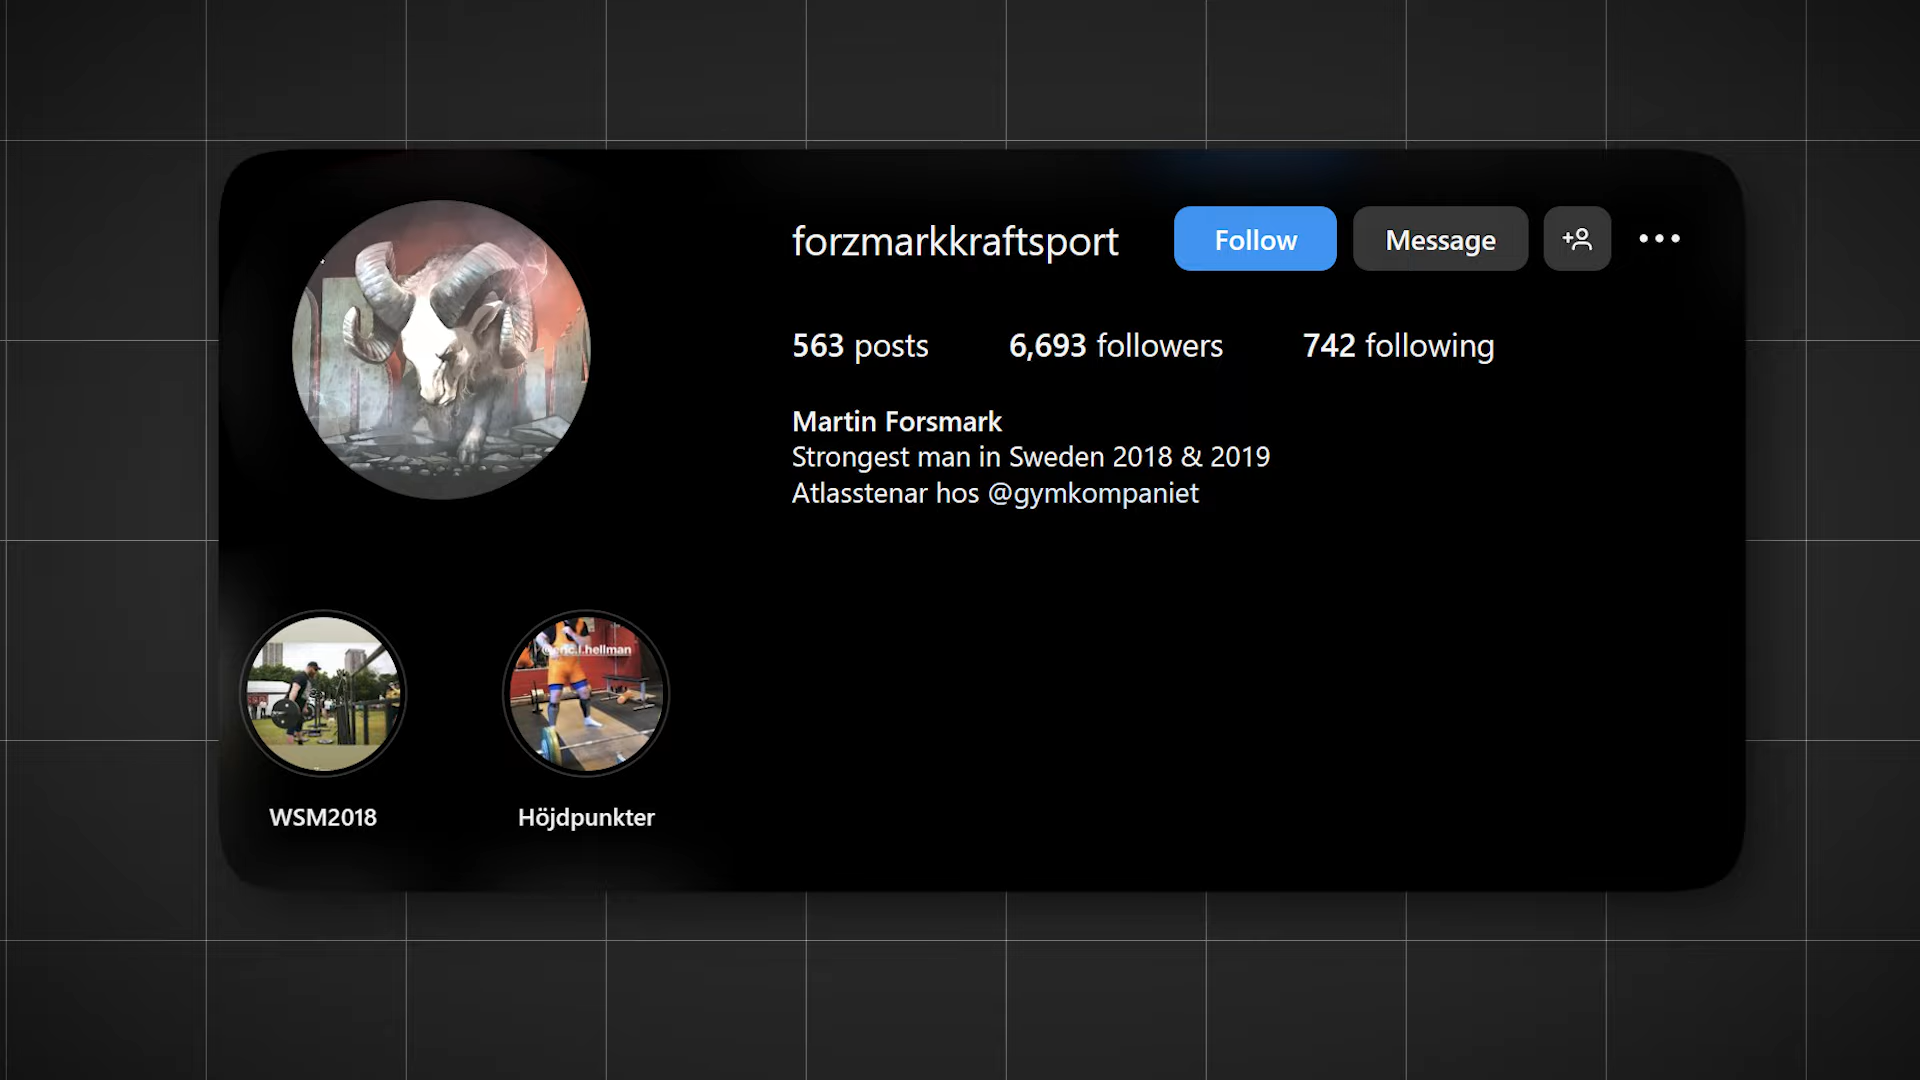 forzmarkkraftsport Follow Message
563 posts 6,693 followers 742 following
Martin Forsmark
Strongest man in Sweden 2018 & 2019
Atlasstenar hos @gymkompaniet
@eric.l.hellman
WSM2018 Höjdpunkter